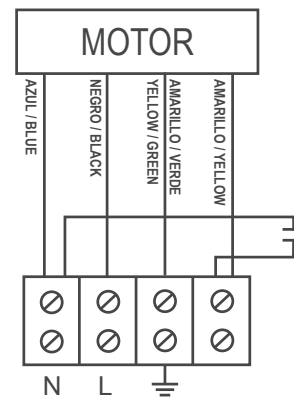 MOTOR
AZUL / BLUE
NEGRO / BLACK
AMARILLO / VERDE
YELLOW / GREEN
AMARILLO / YELLOW
N L